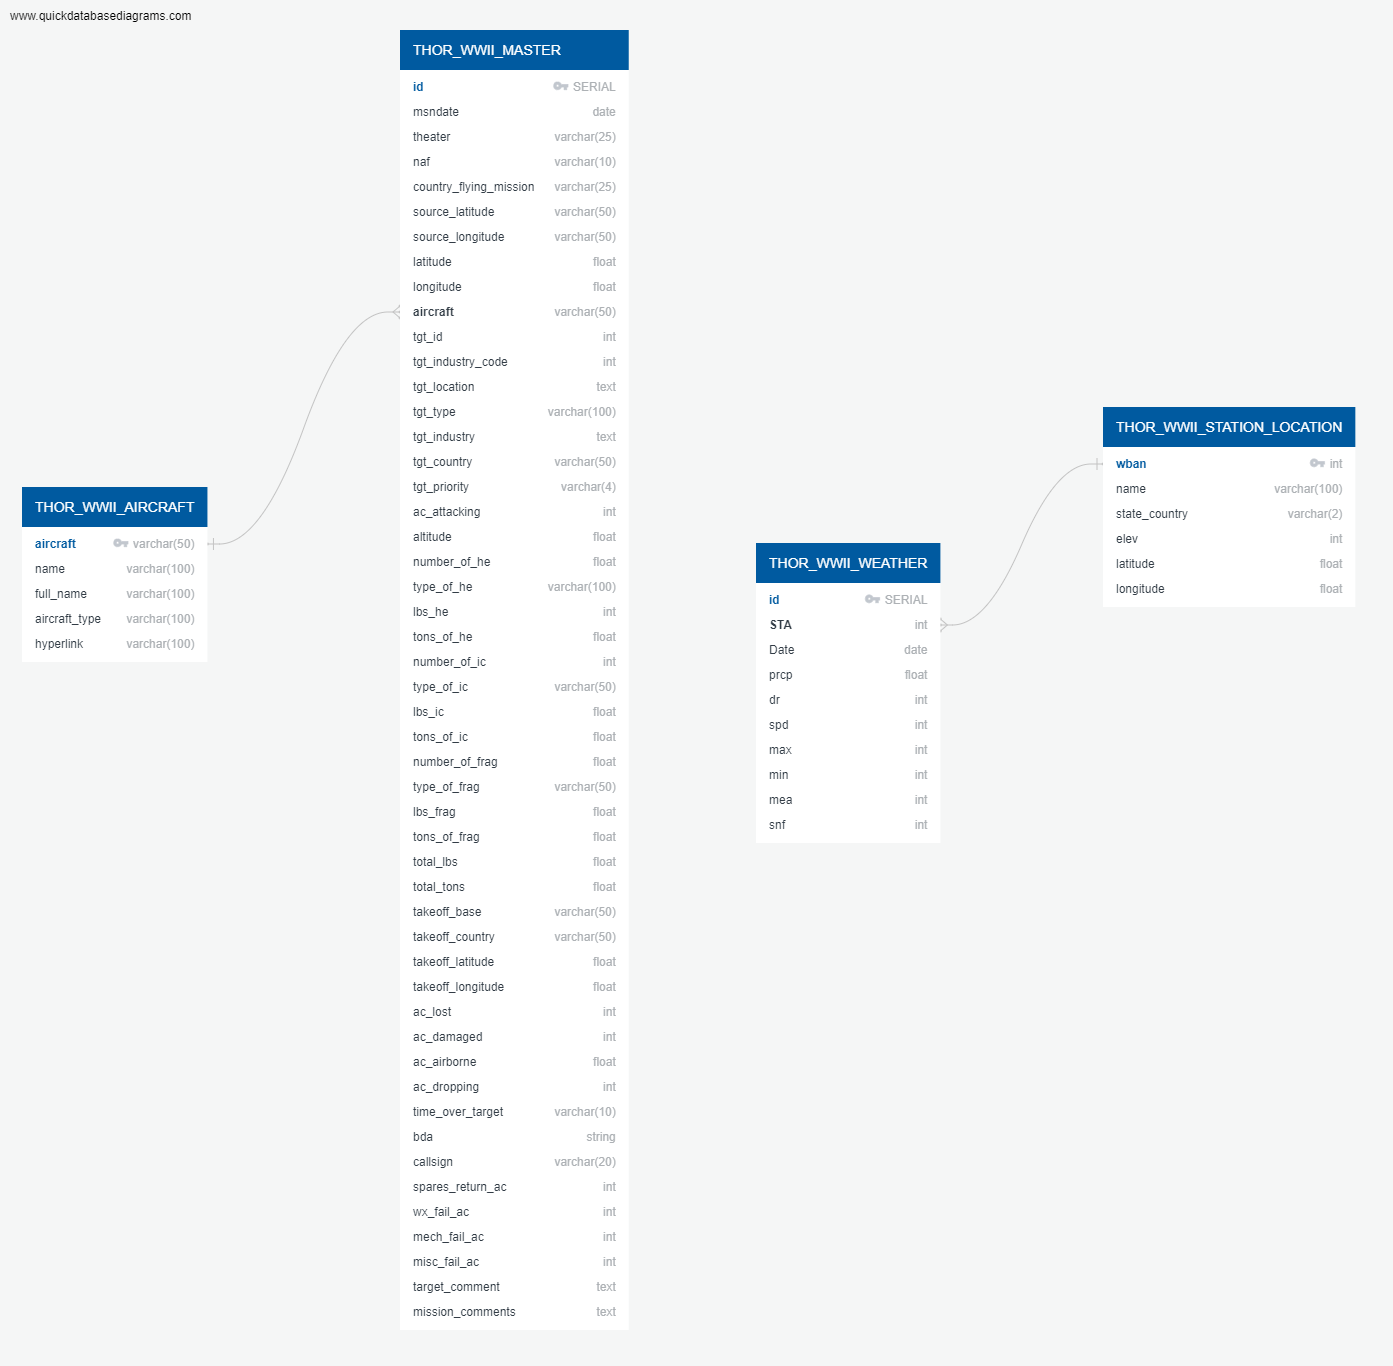 www.quickdatabasediagrams.com
THOR_WWII_MASTER
id SERIAL
msndate date
theater varchar(25)
naf varchar(10)
country_flying_mission varchar(25)
source_latitude varchar(50)
source_longitude varchar(50)
latitude float
longitude float
aircraft varchar(50)
tgt_id int
tgt_industry_code int
tgt_location text
tgt_type varchar(100)
tgt_industry text
tgt_country varchar(50)
tgt_priority varchar(4)
ac_attacking int
altitude float
number_of_he float
type_of_he varchar(100)
lbs_he int
tons_of_he float
number_of_ic int
type_of_ic varchar(50)
lbs_ic float
tons_of_ic float
number_of_frag float
type_of_frag varchar(50)
lbs_frag float
tons_of_frag float
total_lbs float
total_tons float
takeoff_base varchar(50)
takeoff_country varchar(50)
takeoff_latitude float
takeoff_longitude float
ac_lost int
ac_damaged int
ac_airborne float
ac_dropping int
time_over_target varchar(10)
bda string
callsign varchar(20)
spares_return_ac int
wx_fail_ac int
mech_fail_ac int
misc_fail_ac int
target_comment text
mission_comments text
THOR_WWII_AIRCRAFT
aircraft varchar(50)
name varchar(100)
full_name varchar(100)
aircraft_type varchar(100)
hyperlink varchar(100)
THOR_WWII_WEATHER
id SERIAL
STA int
Date date
prcp float
dr int
spd int
max int
min int
mea int
snf int
THOR_WWII_STATION_LOCATION
wban int
name varchar(100)
state_country varchar(2)
elev int
latitude float
longitude float